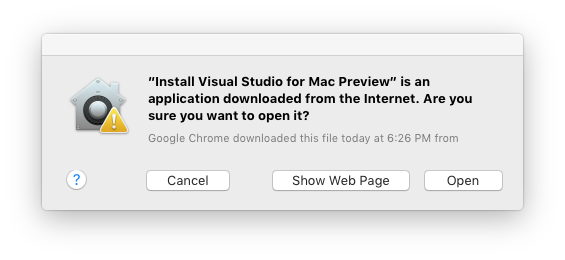 “Install Visual Studio for Mac Preview” is an
application downloaded from the Internet. Are you
sure you want to open it?
Google Chrome downloaded this file today at 6:26 PM from
?
Cancel
Show Web Page
Open